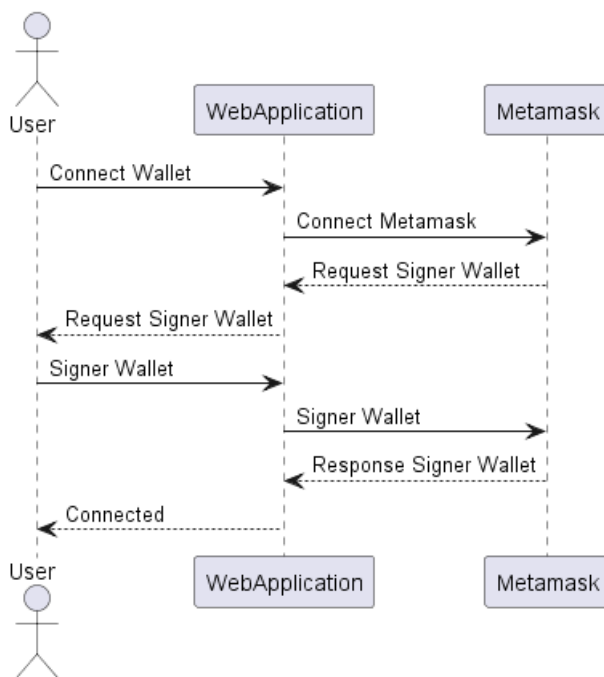 User
WebApplication
Metamask
Connect Wallet
Connect Metamask
Request Signer Wallet
Request Signer Wallet
Signer Wallet
Signer Wallet
Response Signer Wallet
Connected
User
WebApplication
Metamask